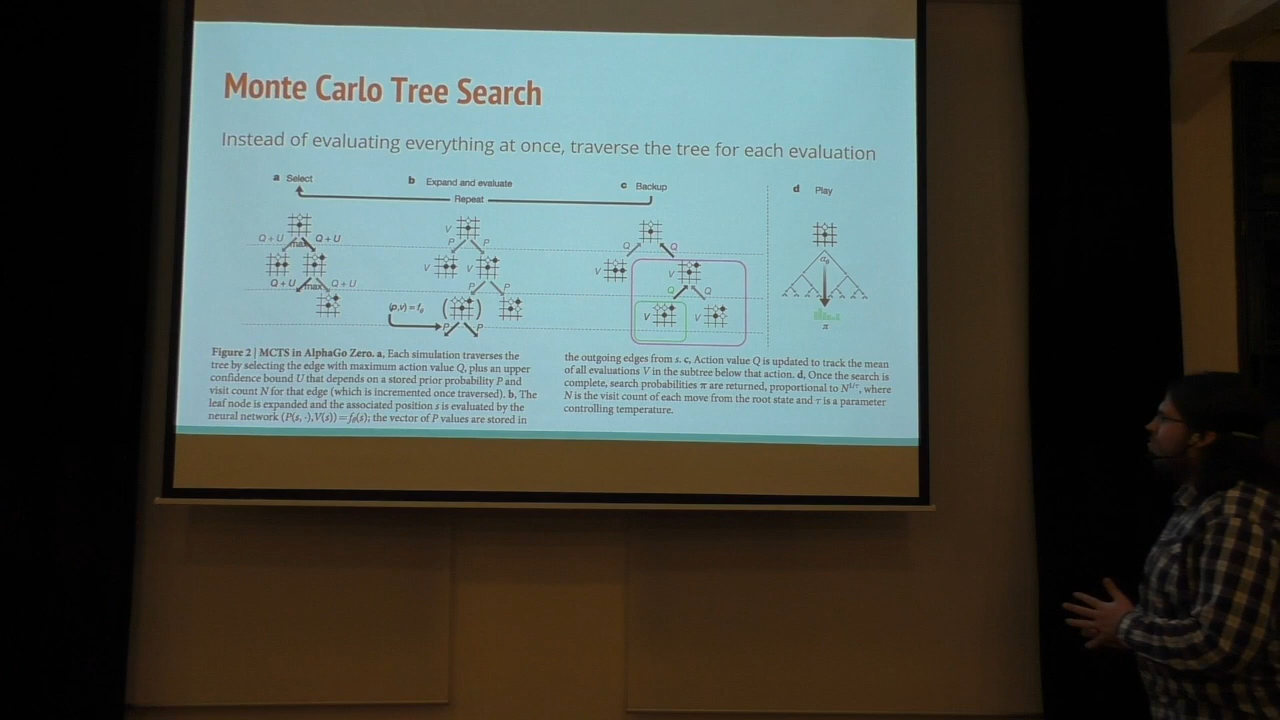 Monte Carlo Tree Search
Instead of evaluating everything at once, traverse the tree for each evaluation
a Select
b Expand and evaluate
c Backup
d Play
Repeat
Q + U
max
Q + U
Q + U
max
Q + U
V
P
P
V
V
P
P
(p,v) = fθ
P
P
Q
Q
V
V
Q
Q
V
V
π
Figure 2 | MCTS in AlphaGo Zero. a, Each simulation traverses the
tree by selecting the edge with maximum action value Q, plus an upper
confidence bound U that depends on a stored prior probability P and
visit count N for that edge (which is incremented once traversed). b, The
leaf node is expanded and the associated position s is evaluated by the
neural network (P(s, ·),V(s)) = fθ(s); the vector of P values are stored in
the outgoing edges from s. c, Action value Q is updated to track the mean
of all evaluations V in the subtree below that action. d, Once the search is
complete, search probabilities π are returned, proportional to N^1/τ, where
N is the visit count of each move from the root state and τ is a parameter
controlling temperature.